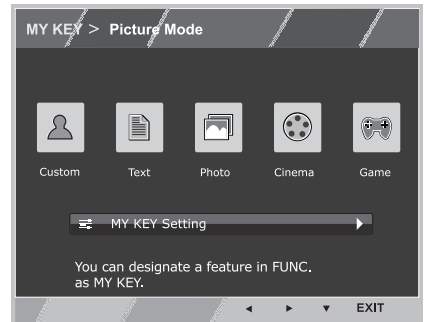 MY KEY > Picture Mode
Custom Text Photo Cinema Game
MY KEY Setting
You can designate a feature in FUNC.
as MY KEY.
EXIT